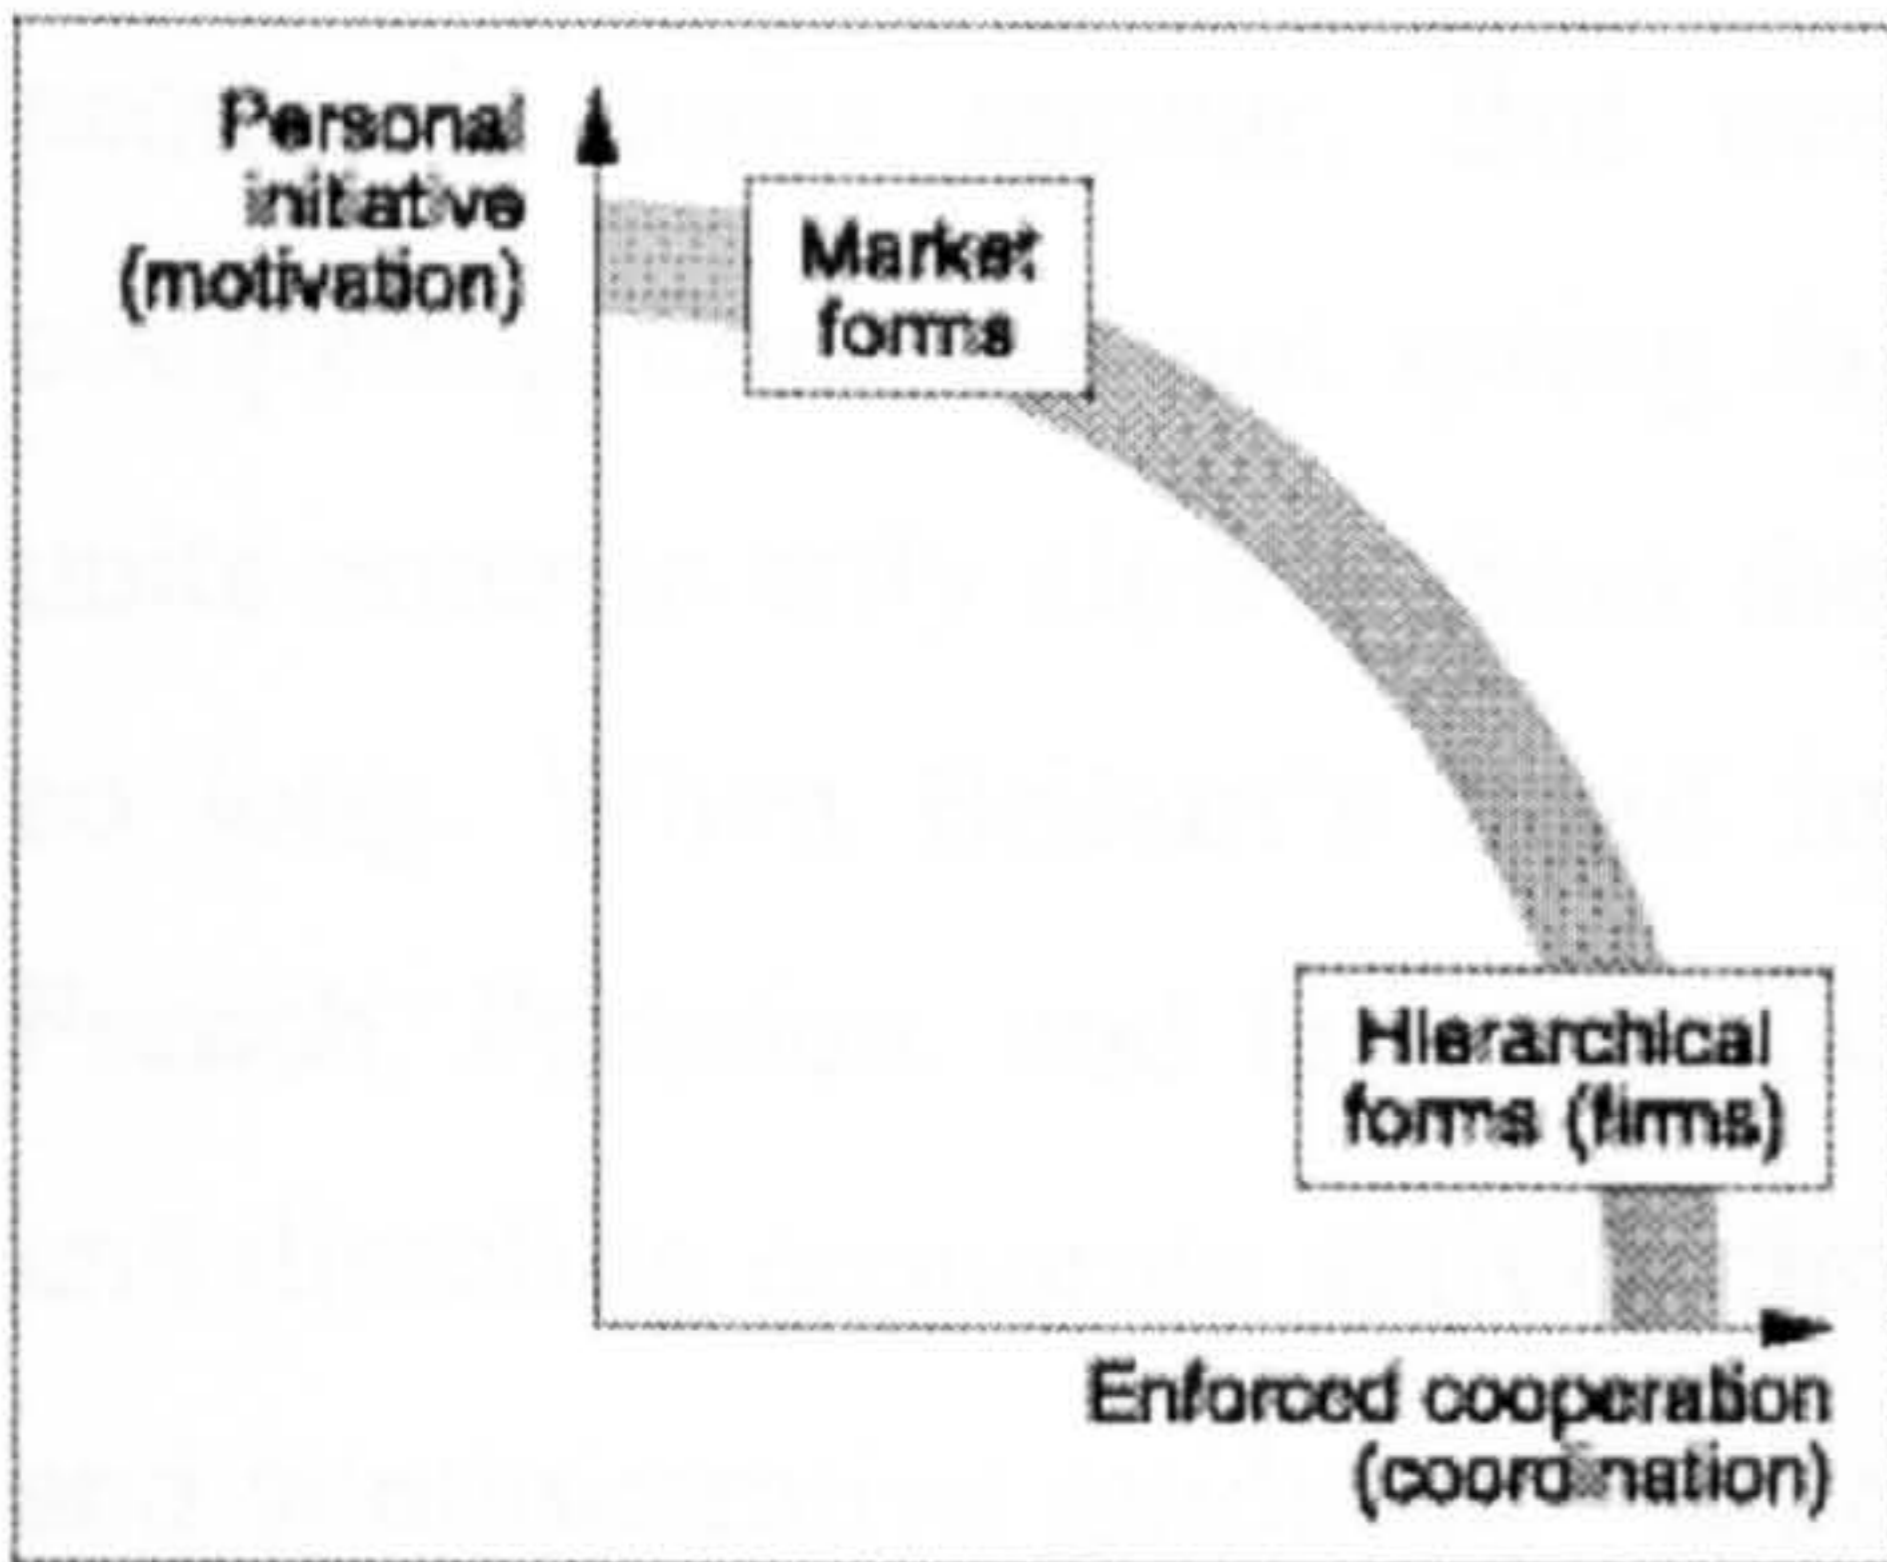 Personal
initiative
(motivation)
Market
forms
Hierarchical
forms (firms)
Enforced cooperation
(coordination)